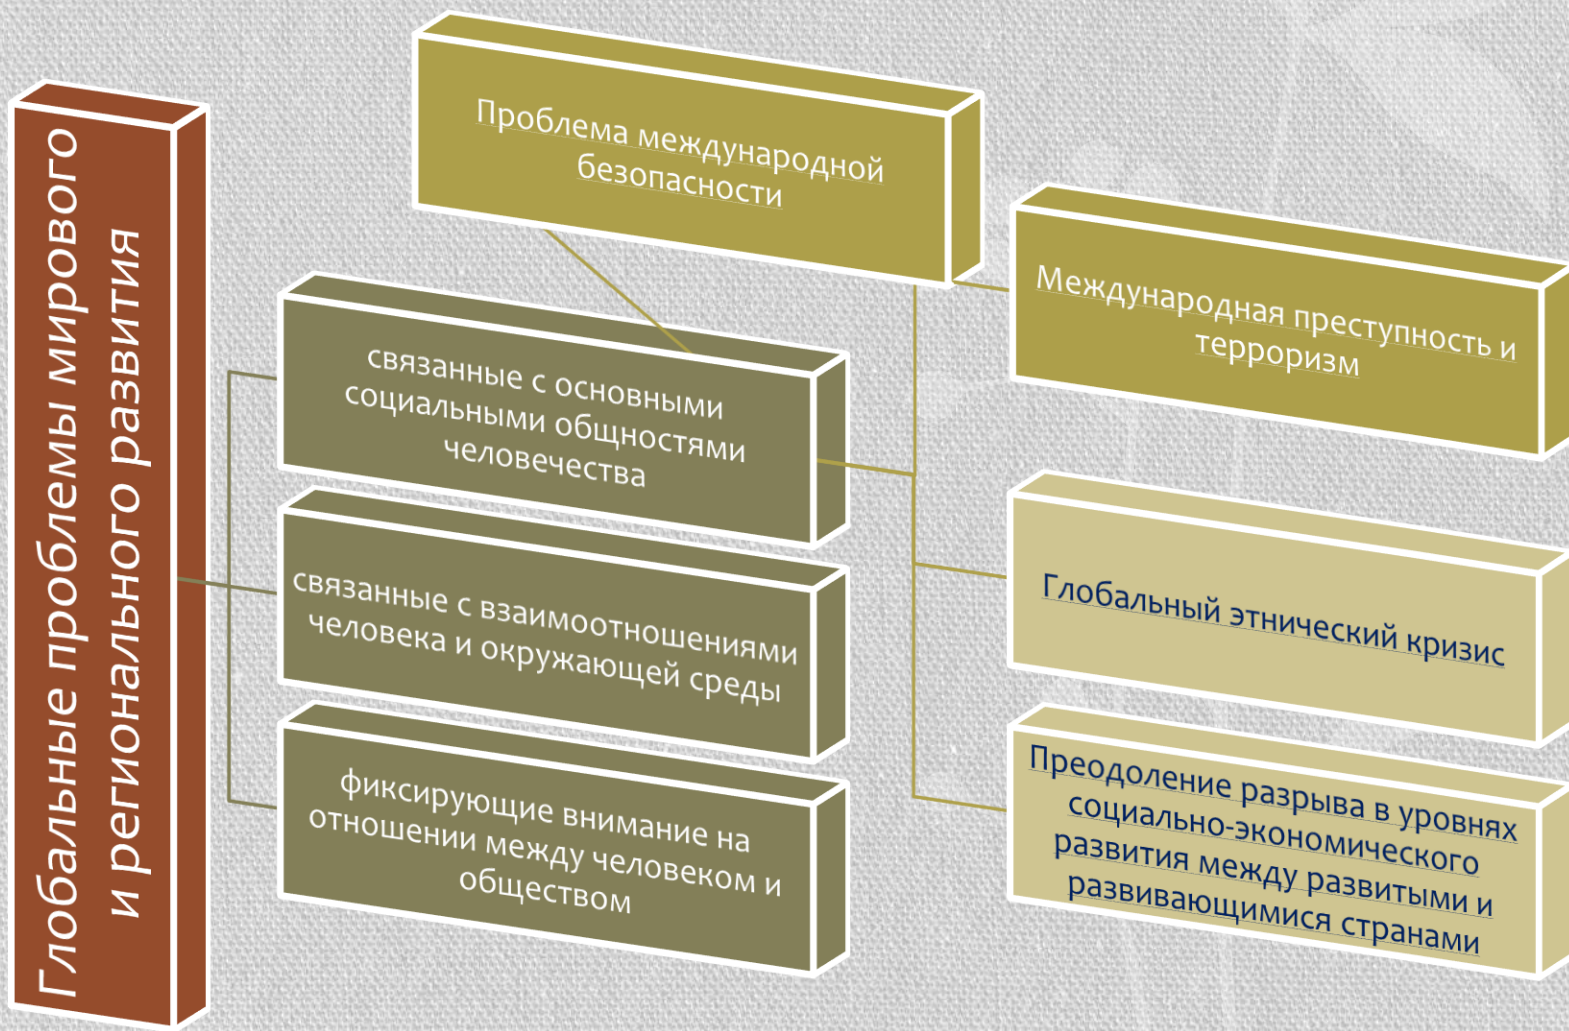 Глобальные проблемы мирового
и регионального развития
Проблема международной
безопасности
Международная преступность и
терроризм
связанные с основными
социальными общностями
человечества
связанные с взаимоотношениями
человека и окружающей среды
фиксирующие внимание на
отношении между человеком и
обществом
Глобальный этнический кризис
Преодоление разрыва в уровнях
социально-экономического
развития между развитыми и
развивающимися странами